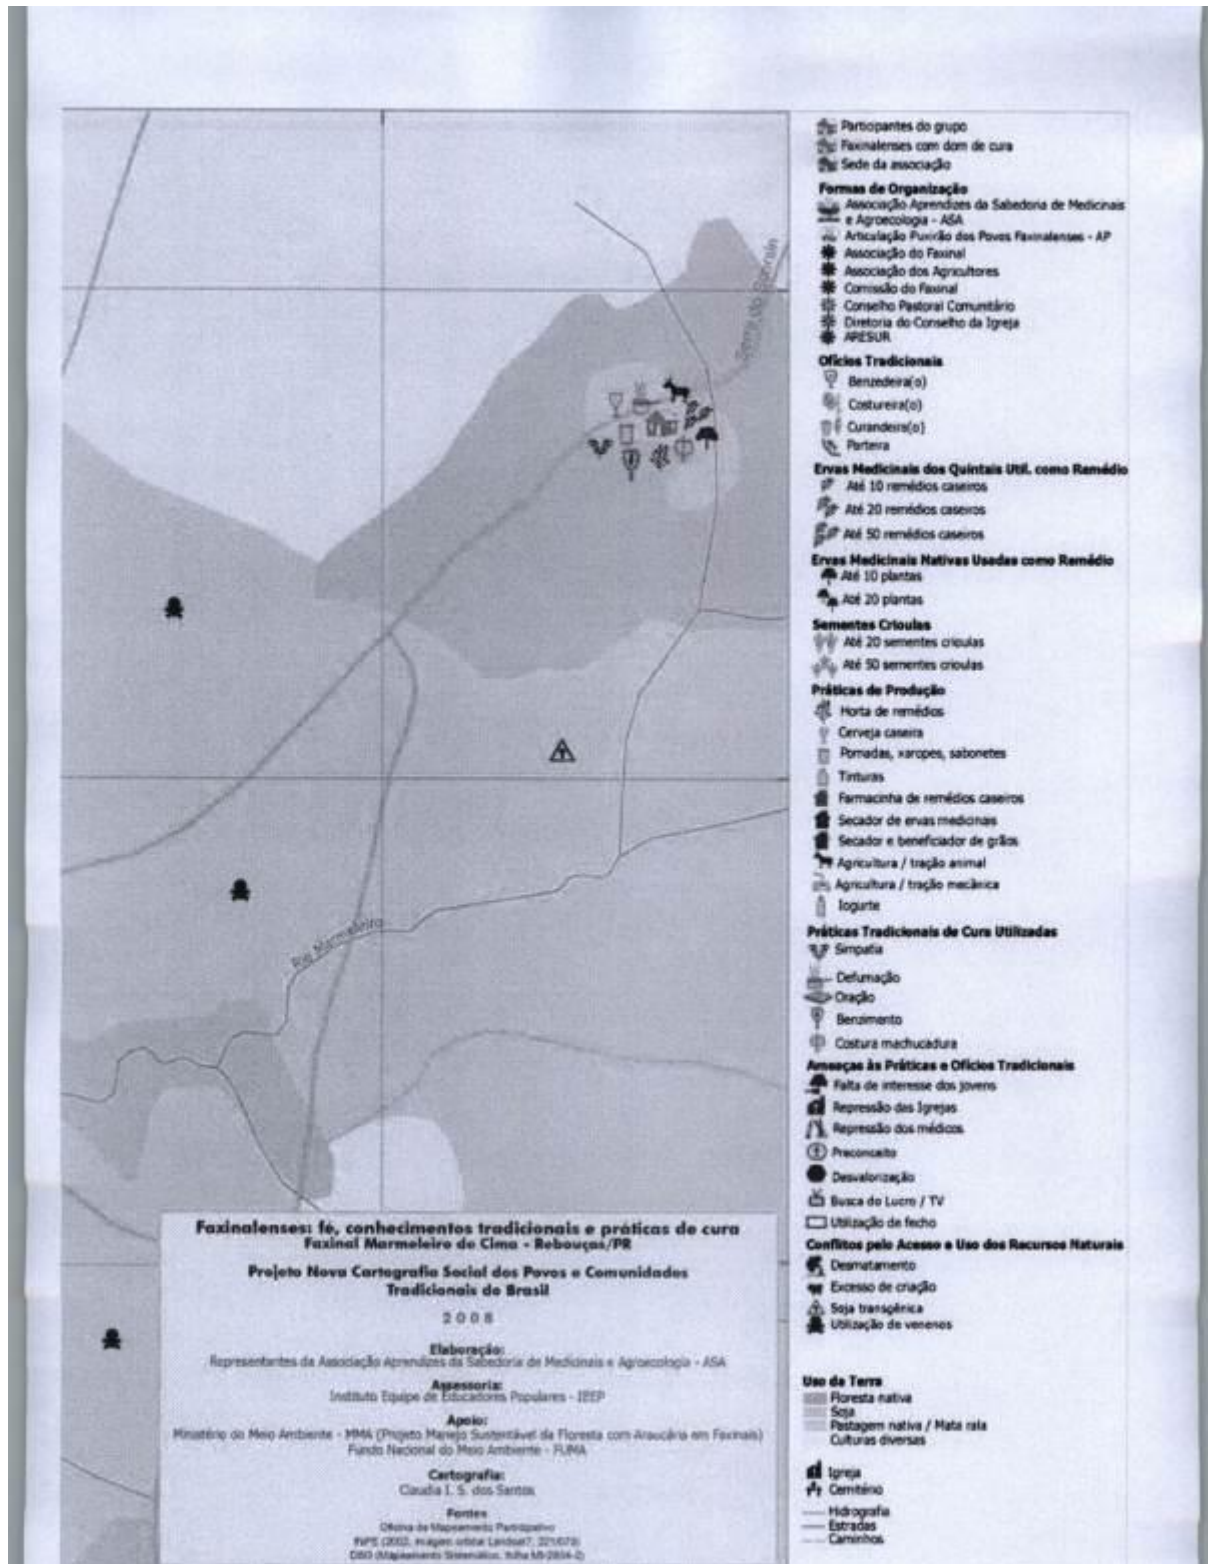 Participantes do grupo
Faxinalenses com dom de cura
Sede da associação
Formas de Organização
Associação Aprendizes da Sabedoria de Medicinais
e Agroecologia - ASA
Articulação Puxirão dos Povos Faxinalenses - AP
Associação do Faxinal
Associação dos Agricultores
Comissão do Faxinal
Conselho Pastoral Comunitário
Diretoria do Conselho da Igreja
ARESUR
Ofícios Tradicionais
Benzedeira(o)
Costureira(o)
Curandeira(o)
Parteira
Ervas Medicinais dos Quintais Util. como Remédio
Até 10 remédios caseiros
Até 20 remédios caseiros
Até 50 remédios caseiros
Ervas Medicinais Nativas Usadas como Remédio
Até 10 plantas
Até 20 plantas
Sementes Crioulas
Até 20 sementes crioulas
Até 50 sementes crioulas
Práticas de Produção
Horta de remédios
Cerveja caseira
Pomadas, xaropes, sabonetes
Tinturas
Farmacinha de remédios caseiros
Secador de ervas medicinais
Secador e beneficiador de grãos
Agricultura / tração animal
Agricultura / tração mecânica
Iogurte
Práticas Tradicionais de Cura Utilizadas
Simpatia
Defumação
Oração
Benzimento
Costura machucadura
Ameaças às Práticas e Ofícios Tradicionais
Falta de interesse dos jovens
Repressão das Igrejas
Repressão dos médicos
Preconceito
Desvalorização
Busca do Lucro / TV
Utilização de fecho
Conflitos pelo Acesso e Uso dos Recursos Naturais
Desmatamento
Excesso de criação
Soja transgênica
Utilização de venenos
Uso da Terra
Floresta nativa
Soja
Pastagem nativa / Mata rala
Culturas diversas
Igreja
Cemitério
Hidrografia
Estradas
Caminhos
Rio Marmeleiro
Faxinalenses: fé, conhecimentos tradicionais e práticas de cura
Faxinal Marmeleiro de Cima - Rebouças/PR
Projeto Nova Cartografia Social dos Povos e Comunidades
Tradicionais do Brasil
2008
Elaboração:
Representantes da Associação Aprendizes da Sabedoria de Medicinais e Agroecologia - ASA
Assessoria:
Instituto Equipe de Educadores Populares - IEEP
Apoio:
Ministério do Meio Ambiente - MMA (Projeto Manejo Sustentável da Floresta com Araucária em Faxinais)
Fundo Nacional do Meio Ambiente - FUMA
Cartografia:
Claudia I. S. dos Santos
Fontes
Oficina de Mapeamento Participativo
INPE (2002, imagem orbital Landsat7, 221/078)